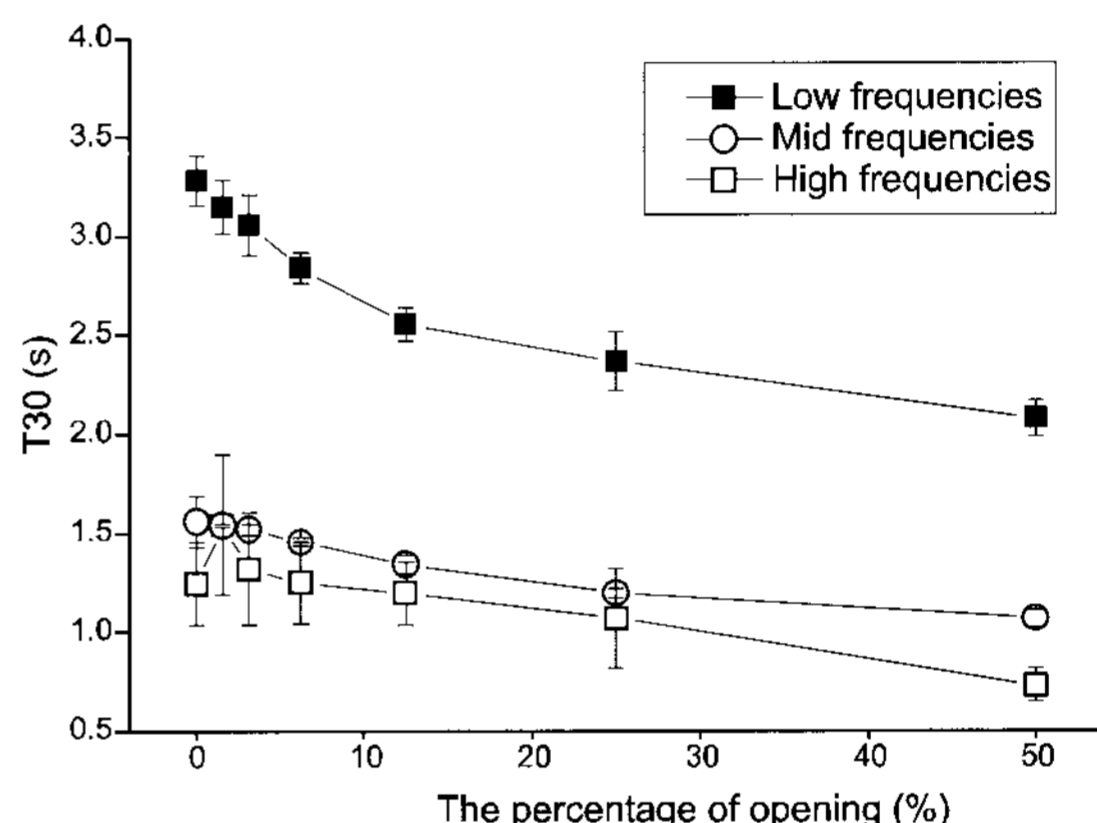 4.0
3.5
3.0
2.5
2.0
1.5
1.0
0.5
T30 (s)
Low frequencies
Mid frequencies
High frequencies
0 10 20 30 40 50
The percentage of opening (%)